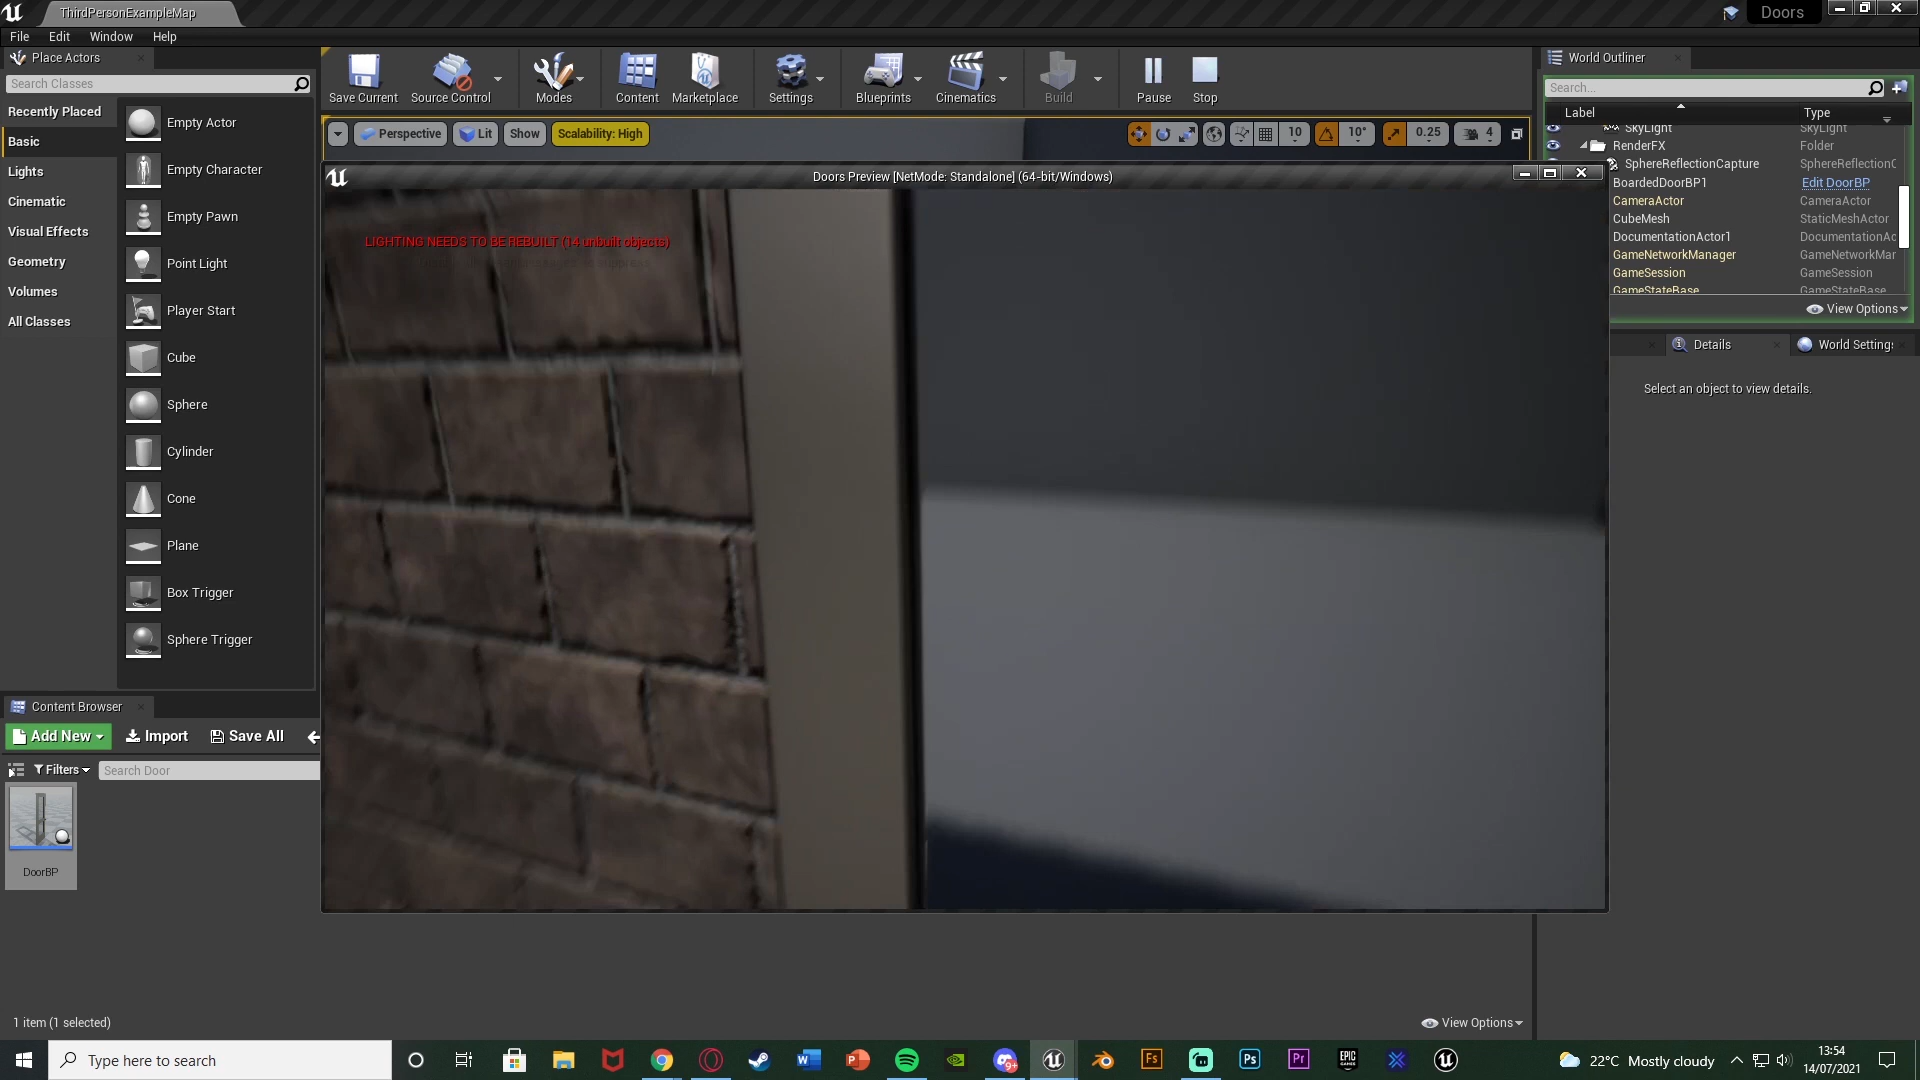 ThirdPersonExampleMap
Doors
File Edit Window Help
Place Actors
Search Classes
Recently Placed
Basic
Lights
Cinematic
Visual Effects
Geometry
Volumes
All Classes
Empty Actor
Empty Character
Empty Pawn
Point Light
Player Start
Cube
Sphere
Cylinder
Cone
Plane
Box Trigger
Sphere Trigger
Save Current
Source Control
Modes
Content
Marketplace
Settings
Blueprints
Cinematics
Build
Pause
Stop
Perspective
Lit
Show
Scalability: High
10
10°
0.25
4
Doors Preview [NetMode: Standalone] (64-bit/Windows)
LIGHTING NEEDS TO BE REBUILT (14 unbuilt objects)
World Outliner
Search...
Label Type
SkyLight SkyLight
RenderFX Folder
SphereReflectionCapture SphereReflectionC
BoardedDoorBP1 Edit DoorBP
CameraActor CameraActor
CubeMesh StaticMeshActor
DocumentationActor1 DocumentationAc
GameNetworkManager GameNetworkMar
GameSession GameSession
GameStateBase GameStateBase
View Options
Details
World Settings
Select an object to view details.
Content Browser
Add New
Import
Save All
Filters
Search Door
DoorBP
1 item (1 selected)
View Options
Type here to search
22°C Mostly cloudy
13:54
14/07/2021